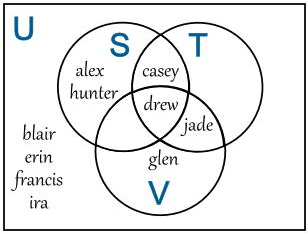 U
S
T
alex
casey
hunter
drew
jade
blair
erin
francis
ira
glen
V